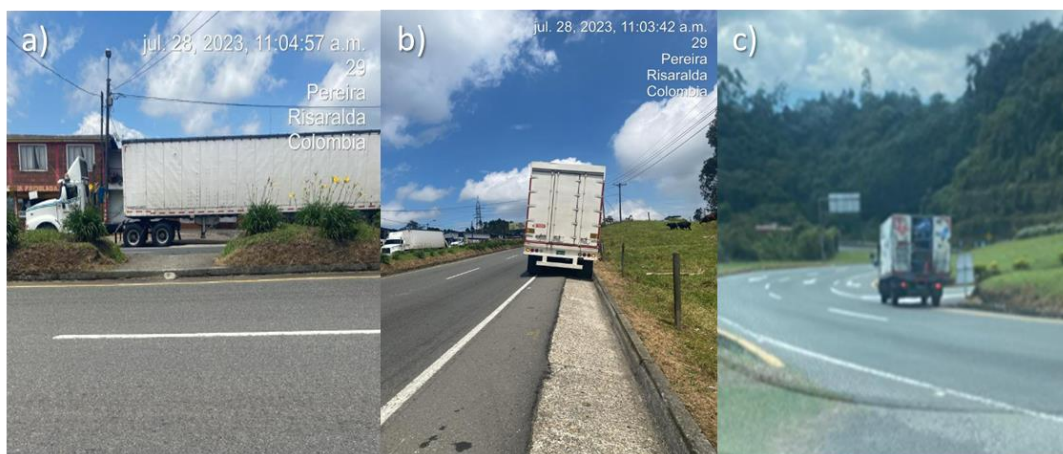 a)
jul. 28, 2023, 11:04:57 a.m.
29
Pereira
Risaralda
Colombia
b)
jul. 28, 2023, 11:03:42 a.m.
29
Pereira
Risaralda
Colombia
c)